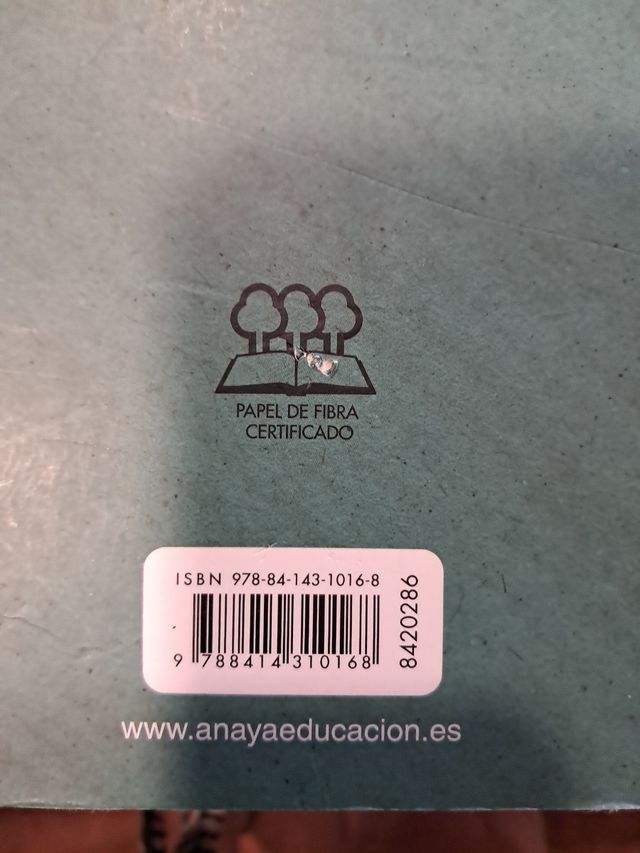 PAPEL DE FIBRA
CERTIFICADO
ISBN 978-84-143-1016-8
9 788414 310168
8420286
www.anayaeducacion.es